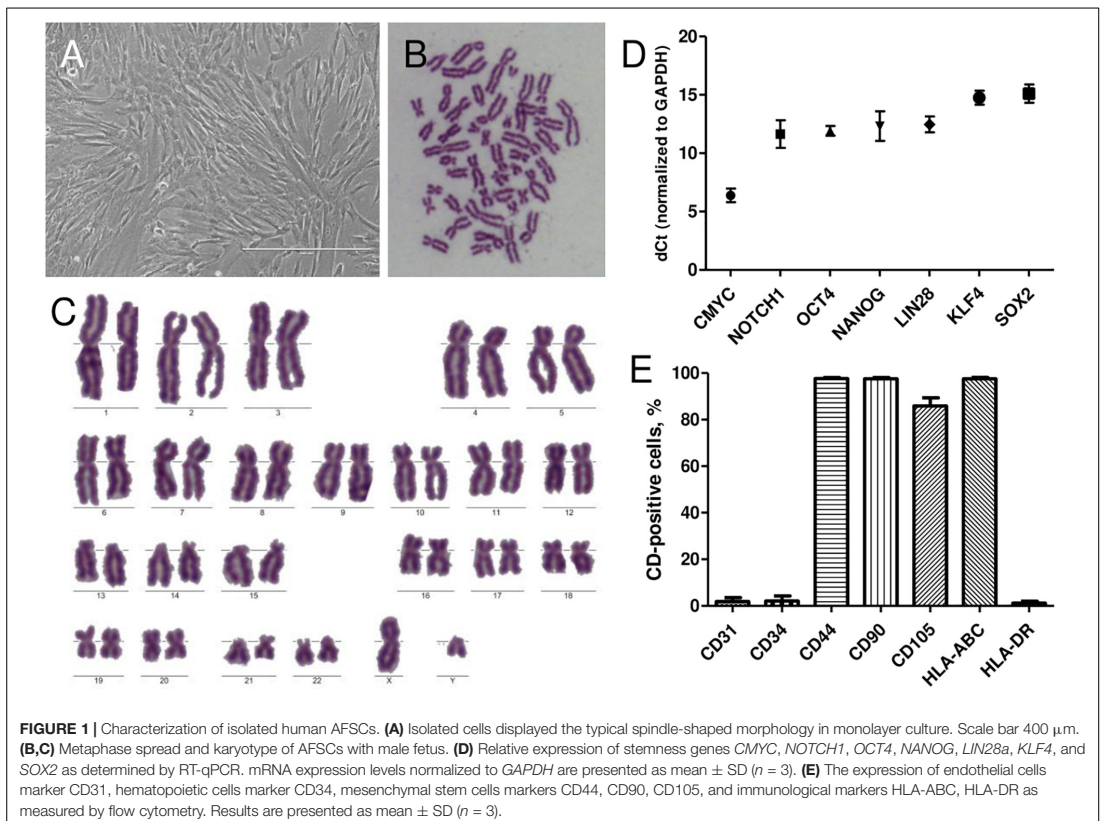 A
B
C
1 2 3 4 5
6 7 8 9 10 11 12
13 14 15 16 17 18
19 20 21 22 X Y
D
dCt (normalized to GAPDH)
20
15
10
5
0
CMYC NOTCH1 OCT4 NANOG LIN28 KLF4 SOX2
E
CD-positive cells, %
100
80
60
40
20
0
CD31 CD34 CD44 CD90 CD105 HLA-ABC HLA-DR
FIGURE 1 | Characterization of isolated human AFSCs. (A) Isolated cells displayed the typical spindle-shaped morphology in monolayer culture. Scale bar 400 μm.
(B,C) Metaphase spread and karyotype of AFSCs with male fetus. (D) Relative expression of stemness genes CMYC, NOTCH1, OCT4, NANOG, LIN28a, KLF4, and
SOX2 as determined by RT-qPCR. mRNA expression levels normalized to GAPDH are presented as mean ± SD (n = 3). (E) The expression of endothelial cells
marker CD31, hematopoietic cells marker CD34, mesenchymal stem cells markers CD44, CD90, CD105, and immunological markers HLA-ABC, HLA-DR as
measured by flow cytometry. Results are presented as mean ± SD (n = 3).